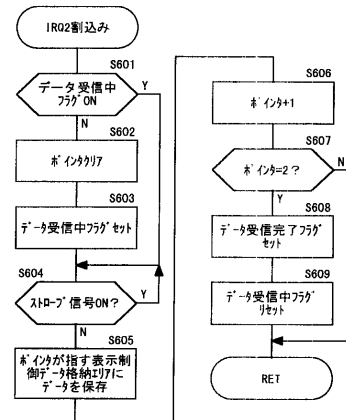 IRQ2割込み
S601
データ受信中
フラグON
Y
N
S602
ポインタクリア
S603
データ受信中フラグセット
S604
ストローブ信号ON?
Y
N
S605
ポインタが指す表示制
御データ格納エリアに
データを保存
S606
ポインタ+1
S607
ポインタ=2?
N
Y
S608
データ受信完了フラグ
セット
S609
データ受信中フラグ
リセット
RET